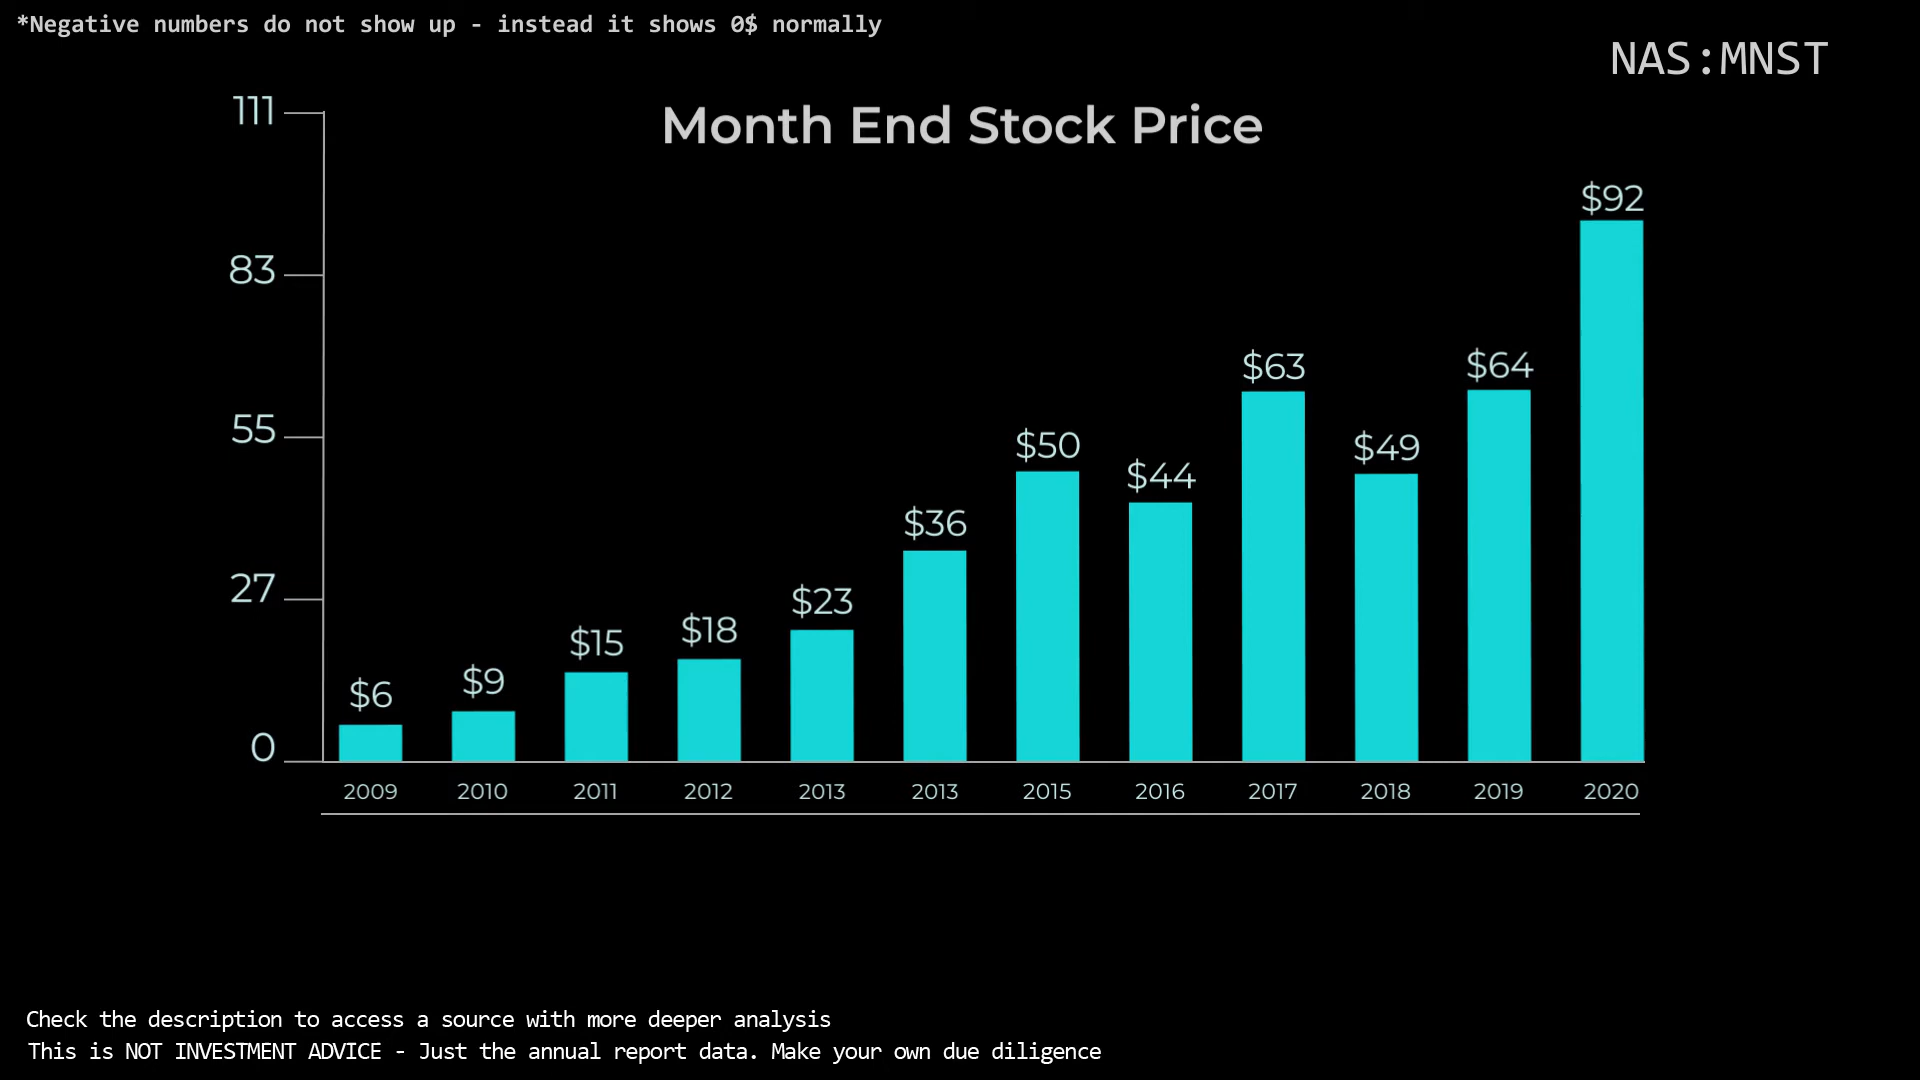 *Negative numbers do not show up - instead it shows 0$ normally
NAS:MNST
Month End Stock Price
111
83
55
27
0
$6
$9
$15
$18
$23
$36
$50
$44
$63
$49
$64
$92
2009 2010 2011 2012 2013 2013 2015 2016 2017 2018 2019 2020
Check the description to access a source with more deeper analysis
This is NOT INVESTMENT ADVICE - Just the annual report data. Make your own due diligence